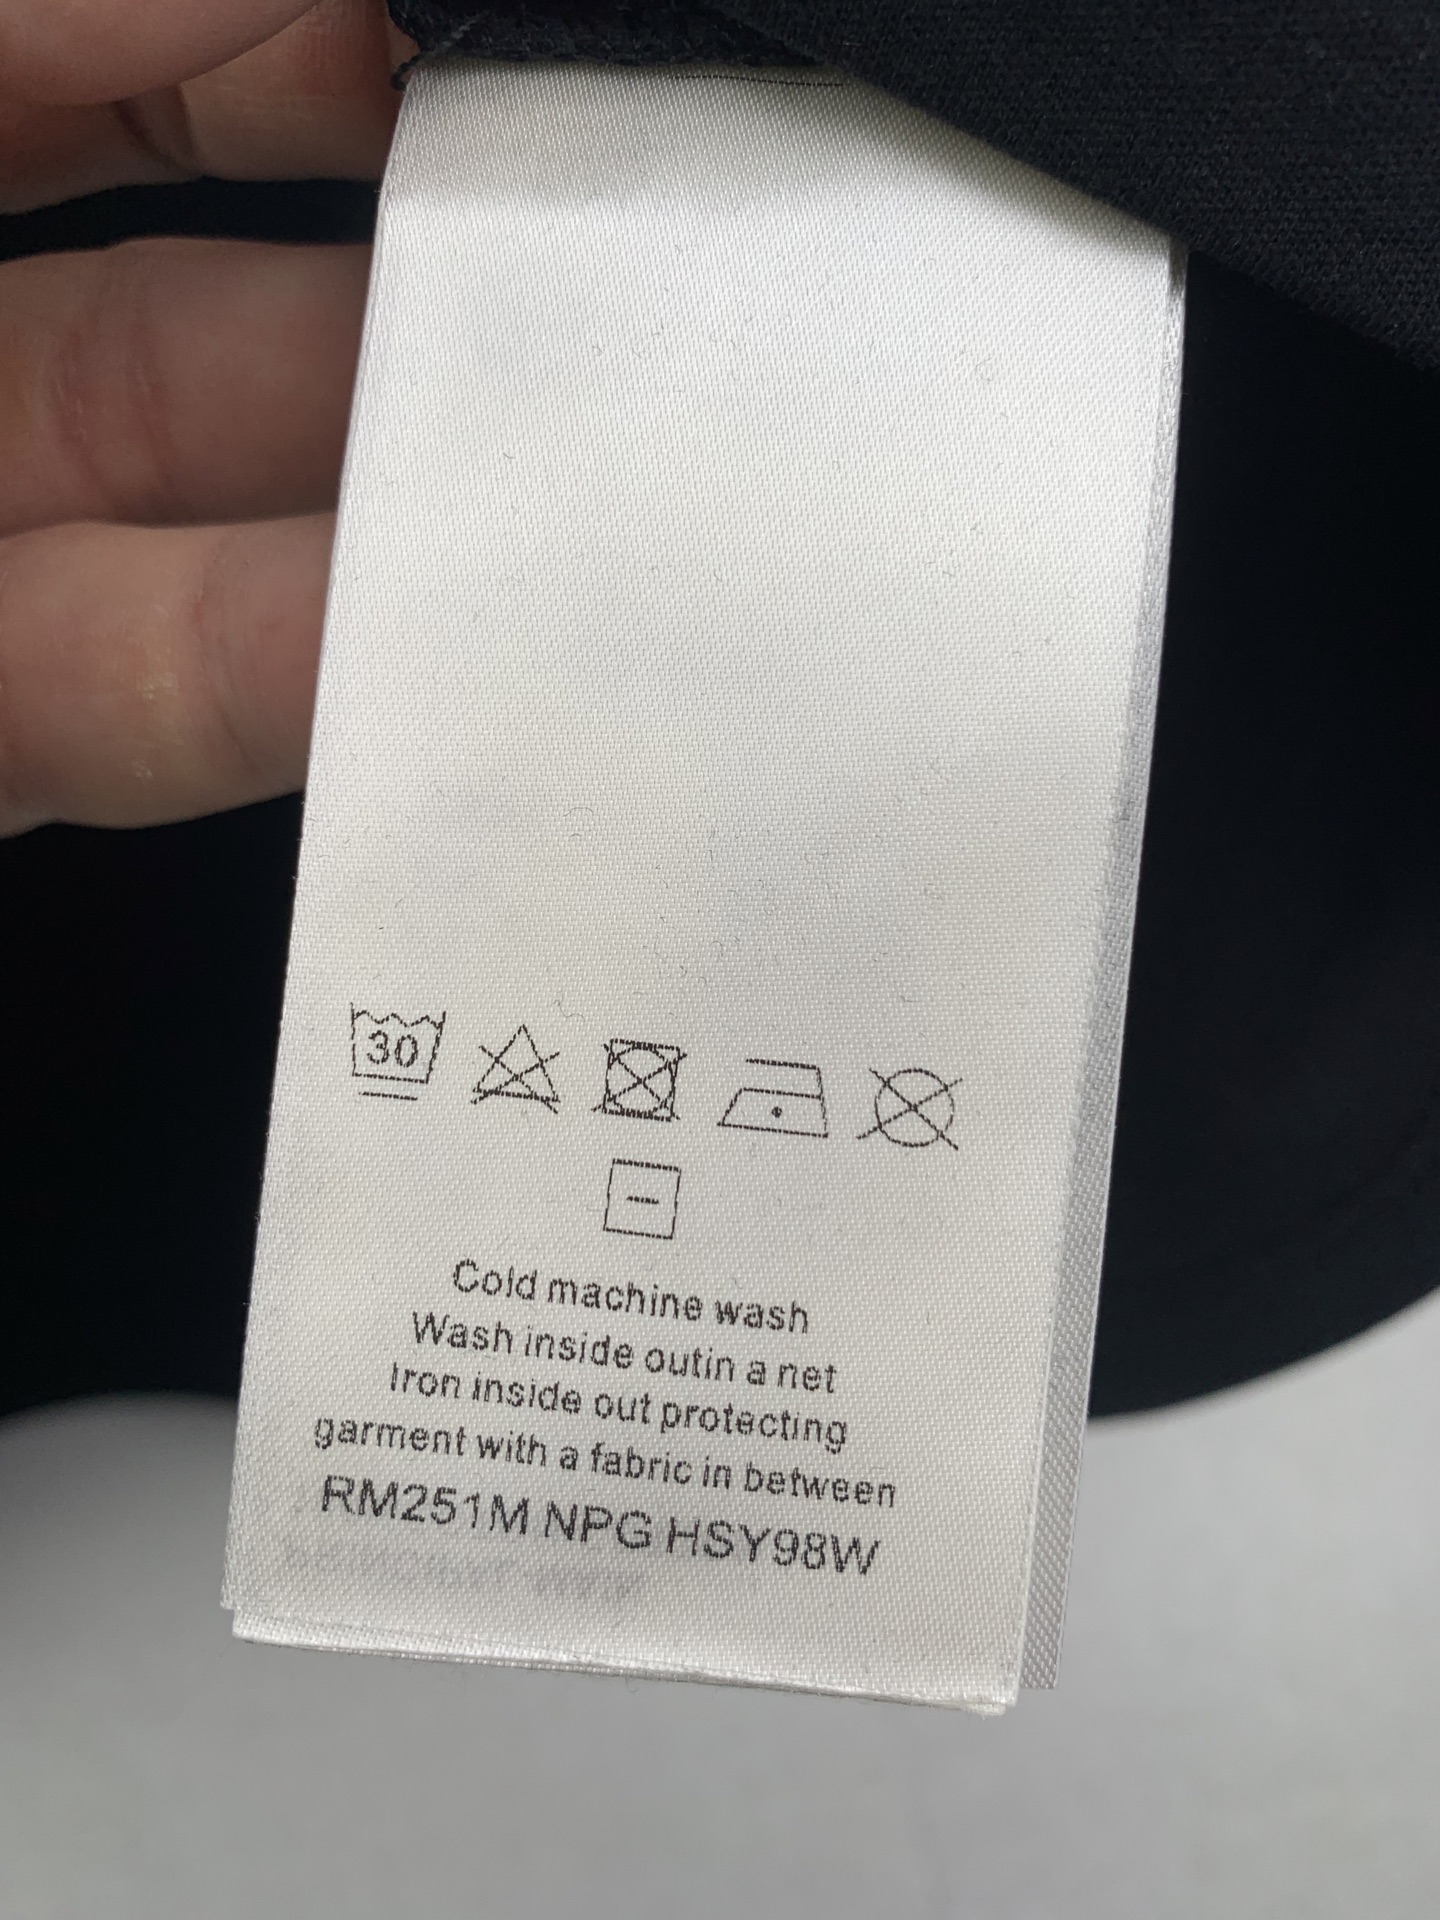 30
Cold machine wash
Wash inside outin a net
Iron inside out protecting
garment with a fabric in between
RM251M NPG HSY98W